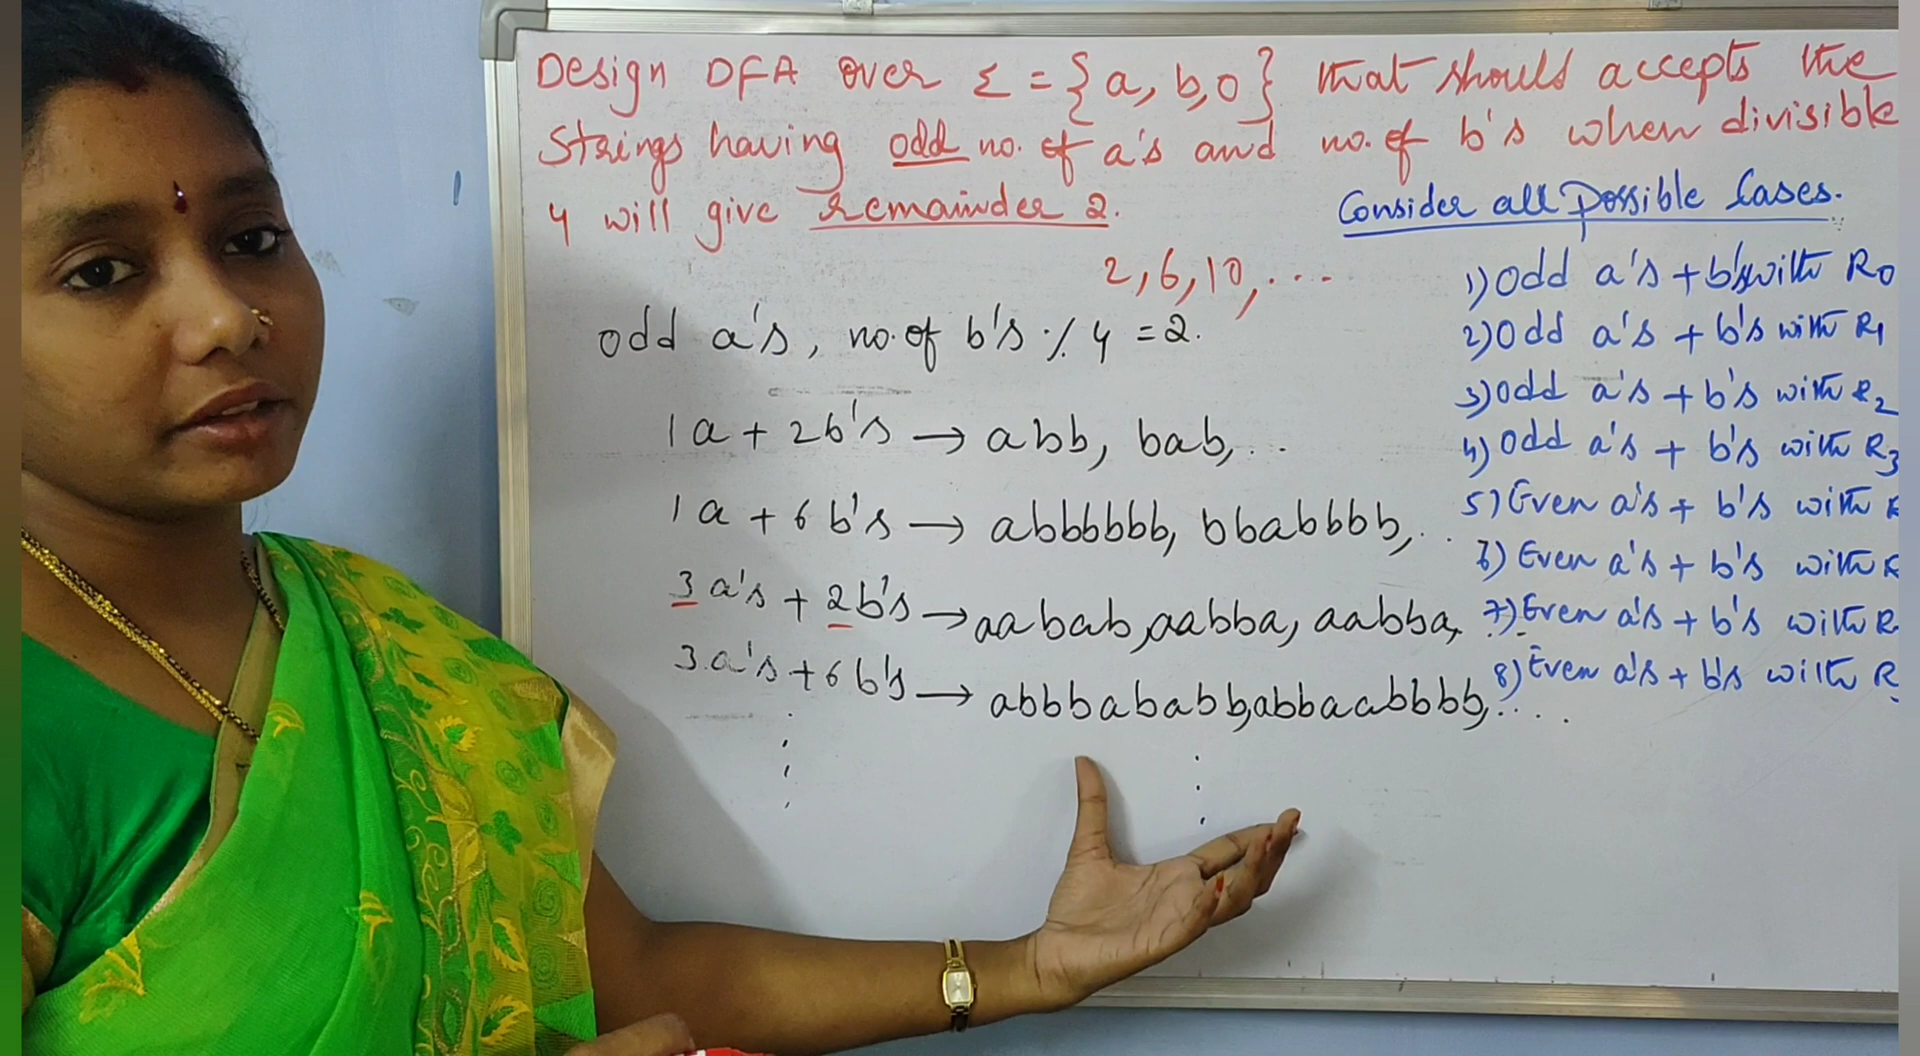 Design DFA over Σ = {a, b, 0} that should accepts the
strings having odd no. of a's and no. of b's when divisible
4 will give remainder 2.
2, 6, 10, ....
odd a's, no. of b's % 4 = 2.
1a + 2b's → abb, bab, ...
1a + 6 b's → abbbbbb, bbabbbb, ..
3 a's + 2b's → aabab, aabba, aabba, ...
3 a's + 6 b's → abbbababb, abbaabbbb, ....
Consider all possible Cases.
1) Odd a's + b's with R0
2) Odd a's + b's with R1
3) Odd a's + b's with R2
4) Odd a's + b's with R3
5) Even a's + b's with R
6) Even a's + b's with R
7) Even a's + b's with R
8) Even a's + b's with R